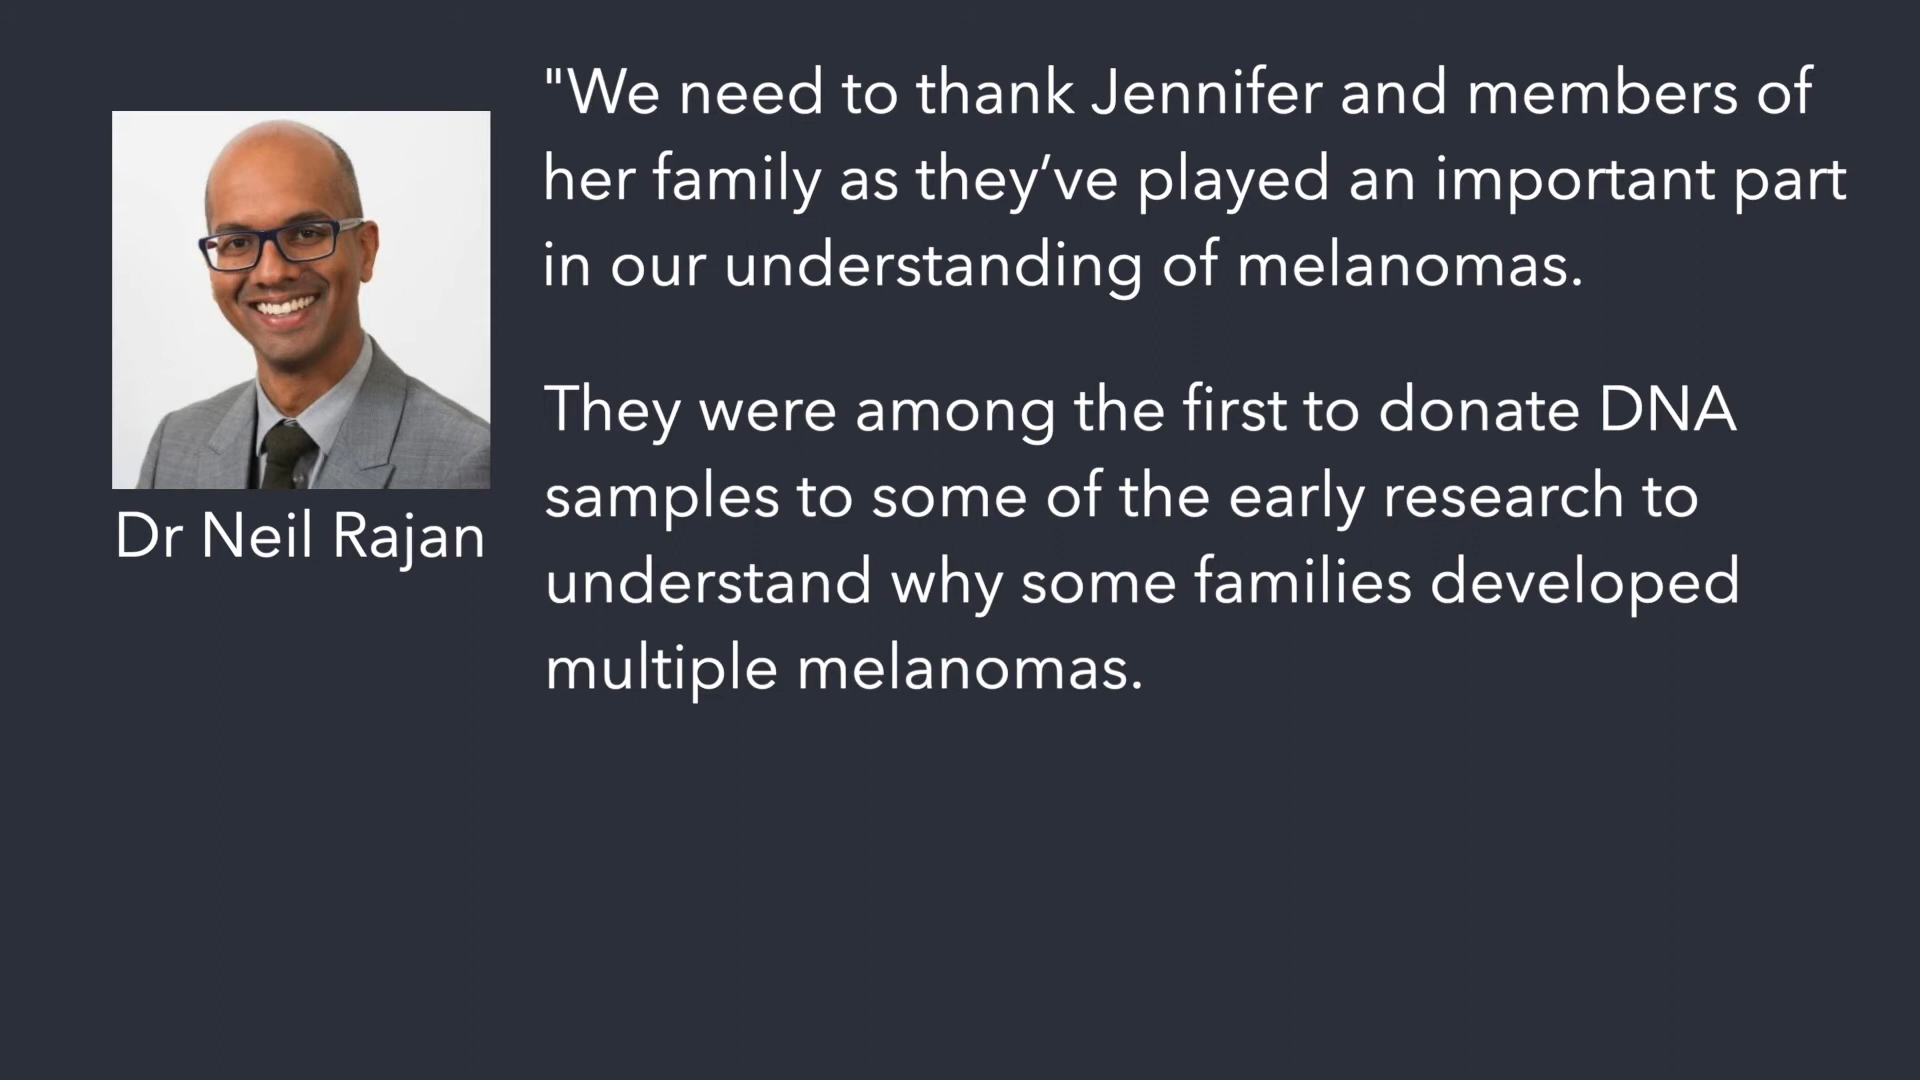 "We need to thank Jennifer and members of
her family as they’ve played an important part
in our understanding of melanomas.
They were among the first to donate DNA
samples to some of the early research to
understand why some families developed
multiple melanomas.
Dr Neil Rajan